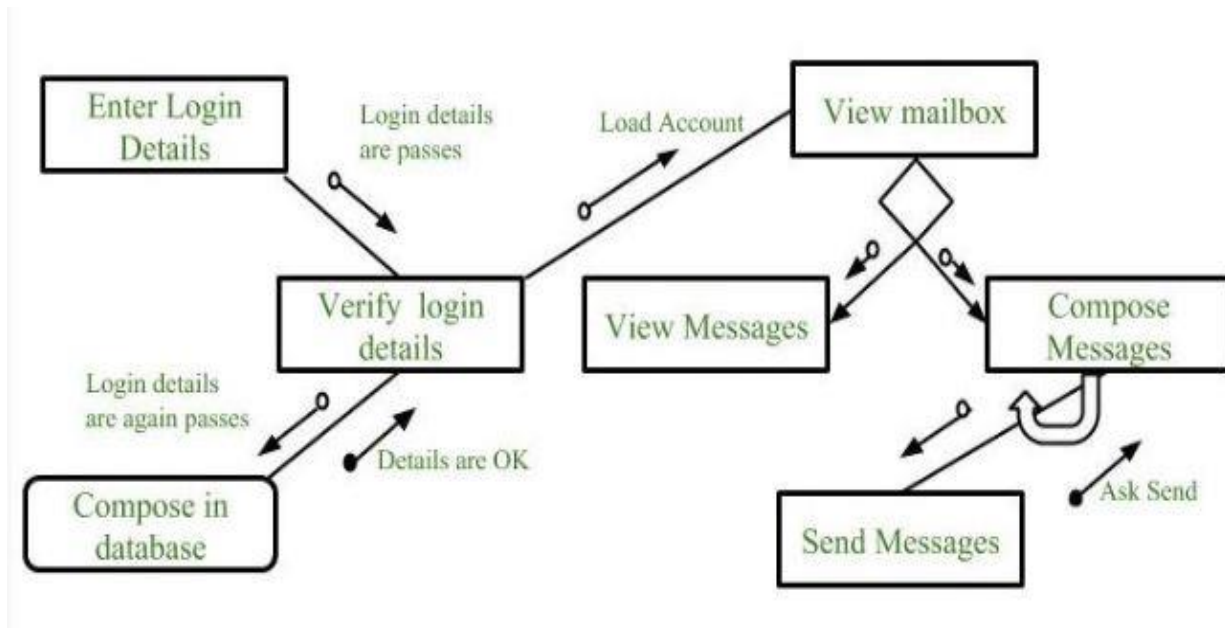 Enter Login
Details
Login details
are passes
Load Account
View mailbox
Verify login
details
View Messages
Compose
Messages
Login details
are again passes
Details are OK
Compose in
database
Send Messages
Ask Send